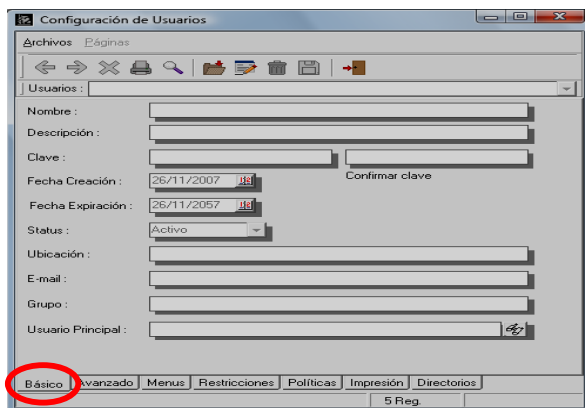 Configuración de Usuarios
Archivos Páginas
Usuarios :
Nombre :
Descripción :
Clave :
Confirmar clave
Fecha Creación : 26/11/2007
Fecha Expiración : 26/11/2057
Status : Activo
Ubicación :
E-mail :
Grupo :
Usuario Principal :
Básico Avanzado Menus Restricciones Políticas Impresión Directorios
5 Reg.